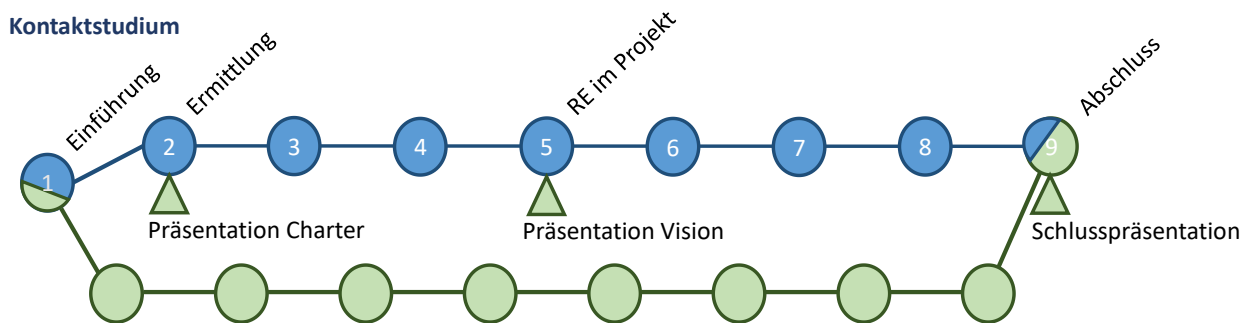 Kontaktstudium
Einführung
Ermittlung
RE im Projekt
Abschluss
1
2
3
4
5
6
7
8
9
Präsentation Charter
Präsentation Vision
Schlusspräsentation